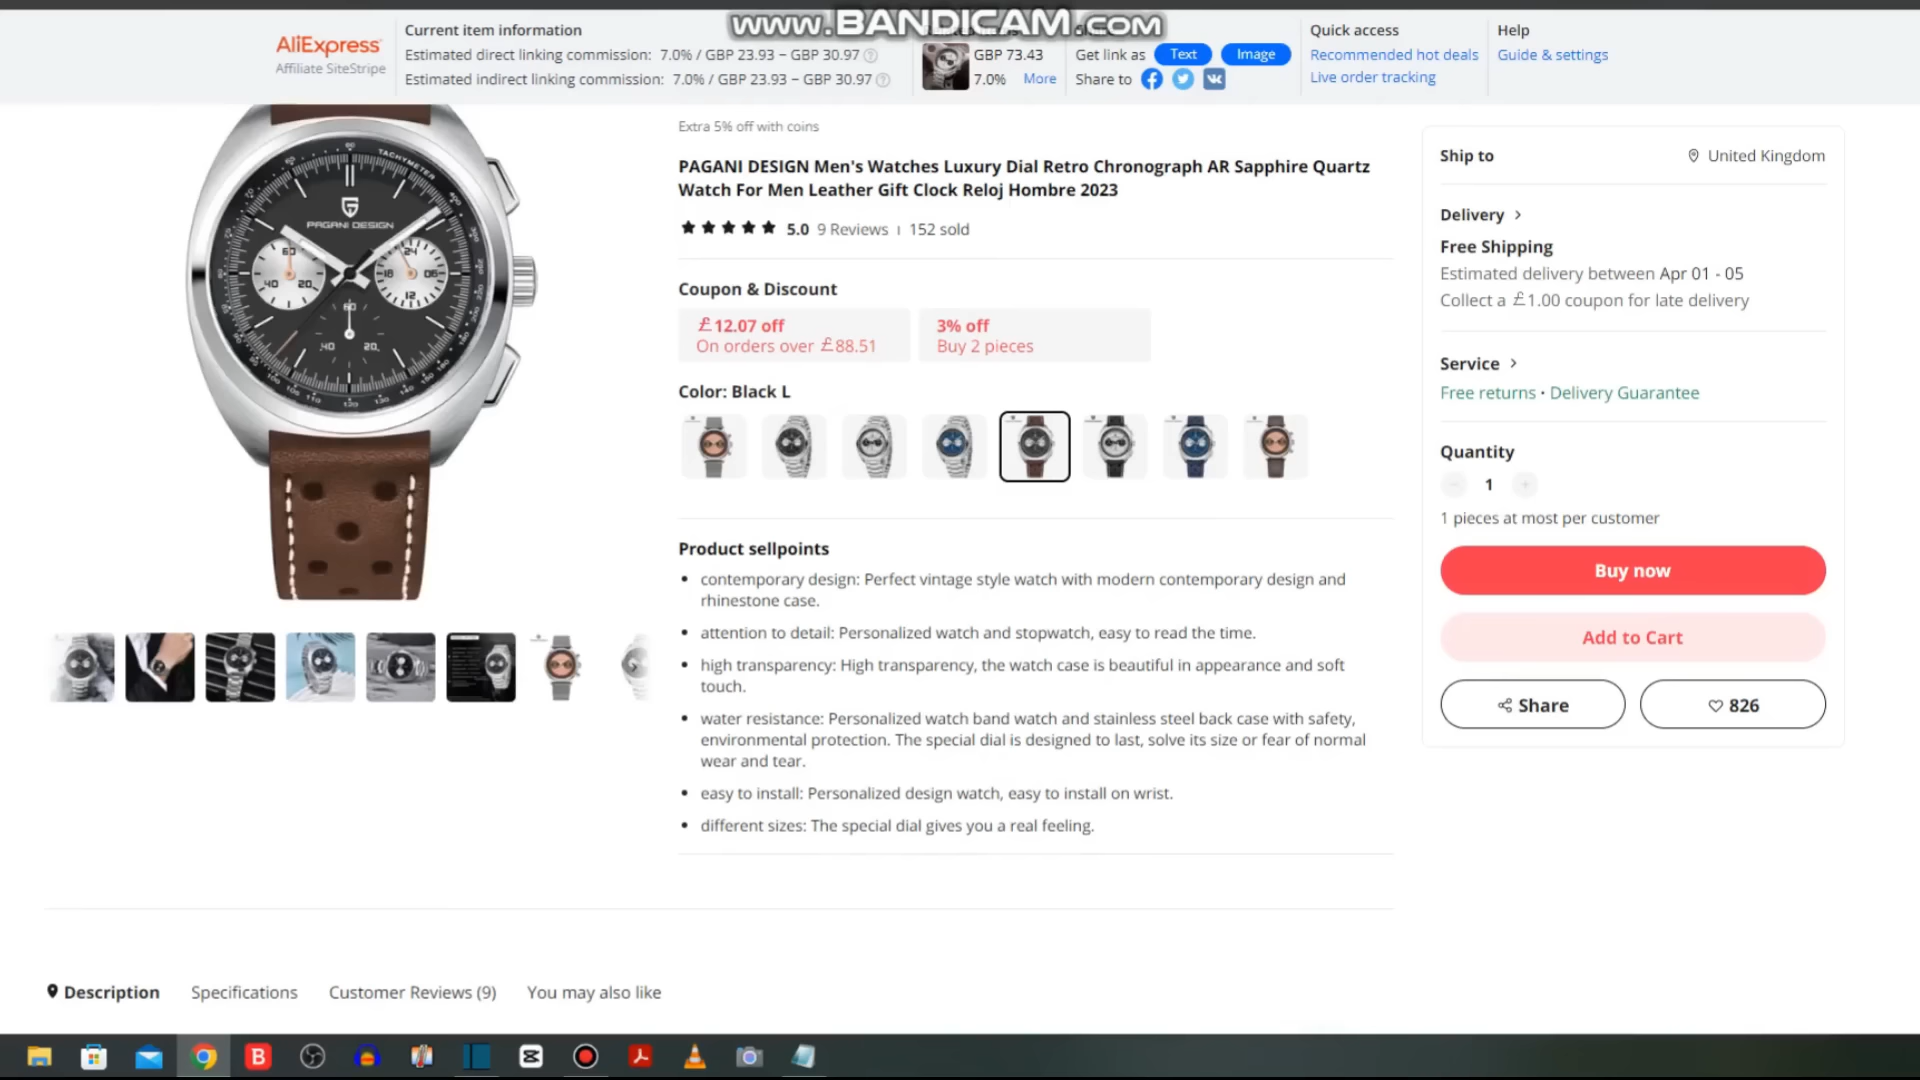 www.BANDICAM.com
AliExpress
Affiliate SiteStripe
Current item information
Estimated direct linking commission: 7.0% / GBP 23.93 – GBP 30.97
Estimated indirect linking commission: 7.0% / GBP 23.93 – GBP 30.97
GBP 73.43
7.0% More
Get link as Text Image
Share to
Quick access
Recommended hot deals
Live order tracking
Help
Guide & settings
TACHYMETER
PAGANI DESIGN
Extra 5% off with coins
PAGANI DESIGN Men's Watches Luxury Dial Retro Chronograph AR Sapphire Quartz
Watch For Men Leather Gift Clock Reloj Hombre 2023
5.0 9 Reviews 152 sold
Coupon & Discount
£12.07 off
On orders over £88.51
3% off
Buy 2 pieces
Color: Black L
Product sellpoints
• contemporary design: Perfect vintage style watch with modern contemporary design and
rhinestone case.
• attention to detail: Personalized watch and stopwatch, easy to read the time.
• high transparency: High transparency, the watch case is beautiful in appearance and soft
touch.
• water resistance: Personalized watch band watch and stainless steel back case with safety,
environmental protection. The special dial is designed to last, solve its size or fear of normal
wear and tear.
• easy to install: Personalized design watch, easy to install on wrist.
• different sizes: The special dial gives you a real feeling.
Ship to United Kingdom
Delivery
Free Shipping
Estimated delivery between Apr 01 - 05
Collect a £1.00 coupon for late delivery
Service
Free returns · Delivery Guarantee
Quantity
1
1 pieces at most per customer
Buy now
Add to Cart
Share
826
Description Specifications Customer Reviews (9) You may also like